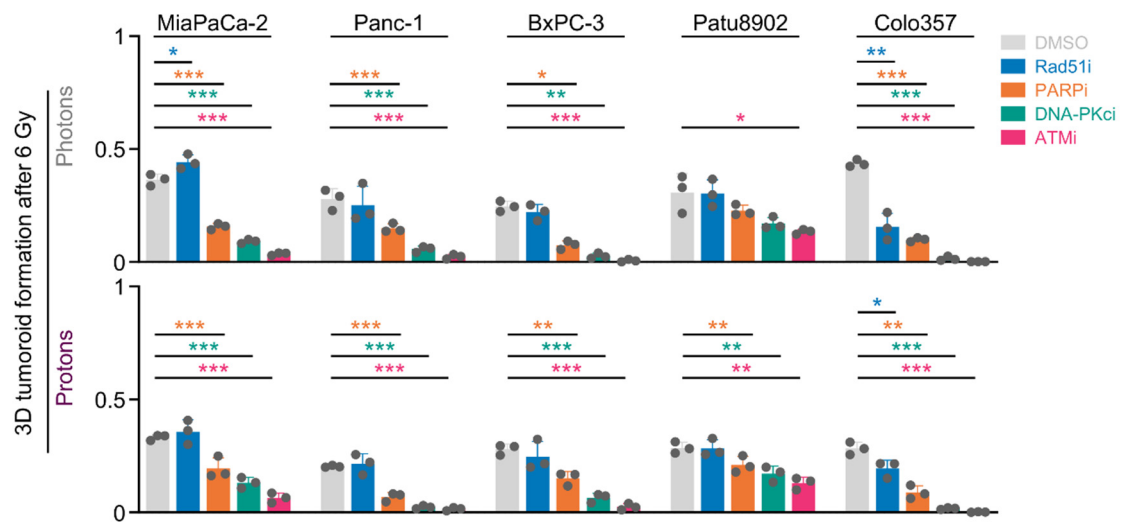 MiaPaCa-2 Panc-1 BxPC-3 Patu8902 Colo357
3D tumoroid formation after 6 Gy
Photons
1
0.5
0
* *** *** ***
*** *** ***
* ** ***
*
** *** *** ***
DMSO
Rad51i
PARPi
DNA-PKci
ATMi
Protons
1
0.5
0
*** *** ***
*** *** ***
** *** ***
** ** **
* ** *** ***